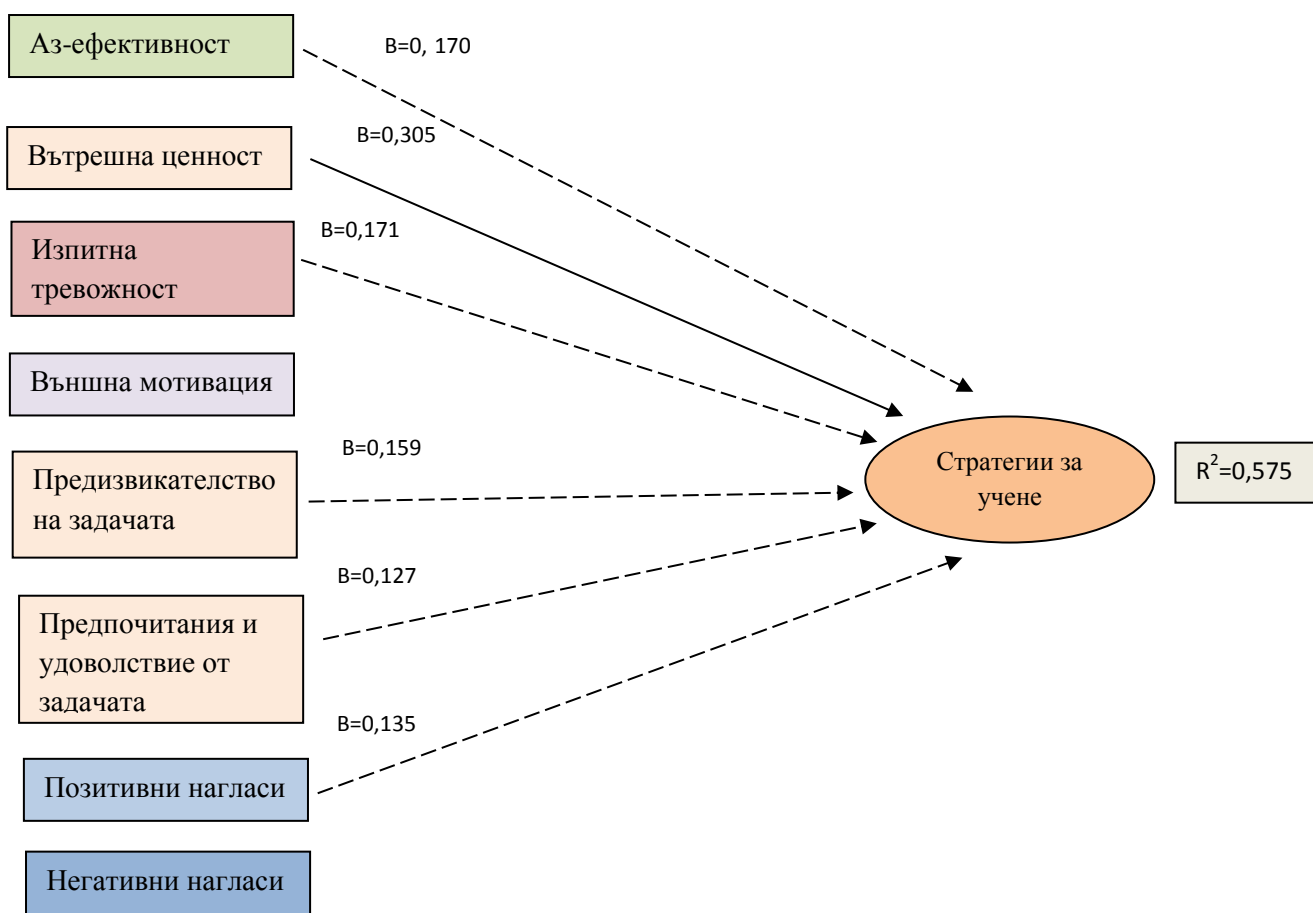 Аз-ефективност
B=0, 170
B=0,305
Вътрешна ценност
B=0,171
Изпитна
тревожност
Външна мотивация
B=0,159
Предизвикателство
на задачата
Стратегии за
учене
R²=0,575
B=0,127
Предпочитания и
удоволствие от
задачата
B=0,135
Позитивни нагласи
Негативни нагласи